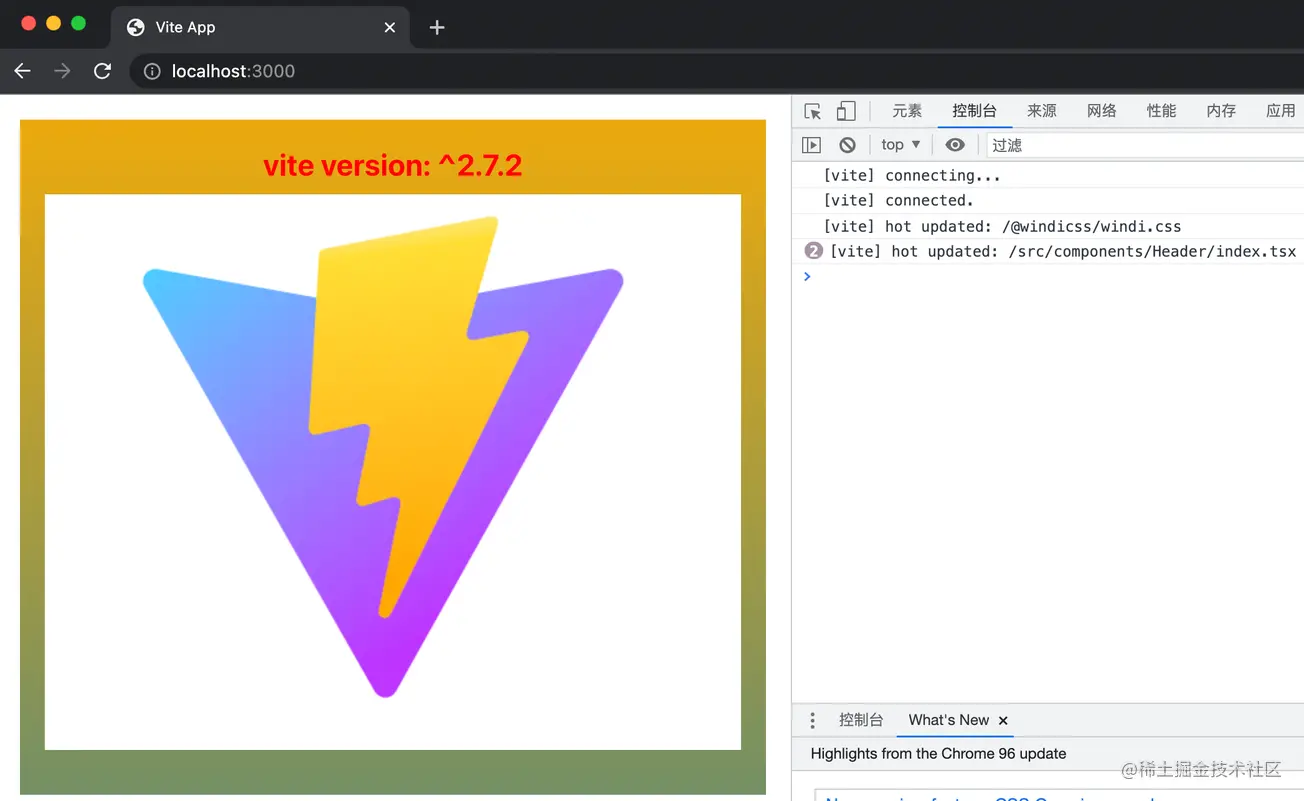 Vite App
localhost:3000
元素 控制台 来源 网络 性能 内存 应用
top 过滤
vite version: ^2.7.2
[vite] connecting...
[vite] connected.
[vite] hot updated: /@windicss/windi.css
2 [vite] hot updated: /src/components/Header/index.tsx
控制台 What's New
Highlights from the Chrome 96 update
@稀土掘金技术社区